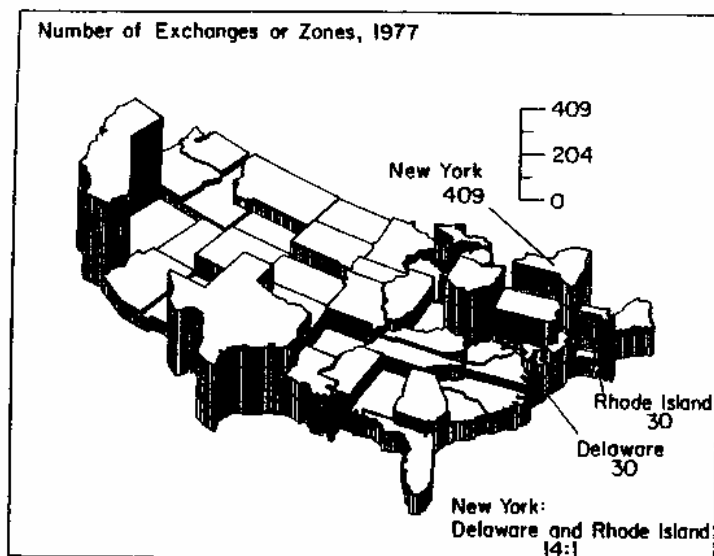 Number of Exchanges or Zones, 1977
409
204
0
New York
409
Rhode Island
30
Delaware
30
New York:
Delaware and Rhode Island:
14:1